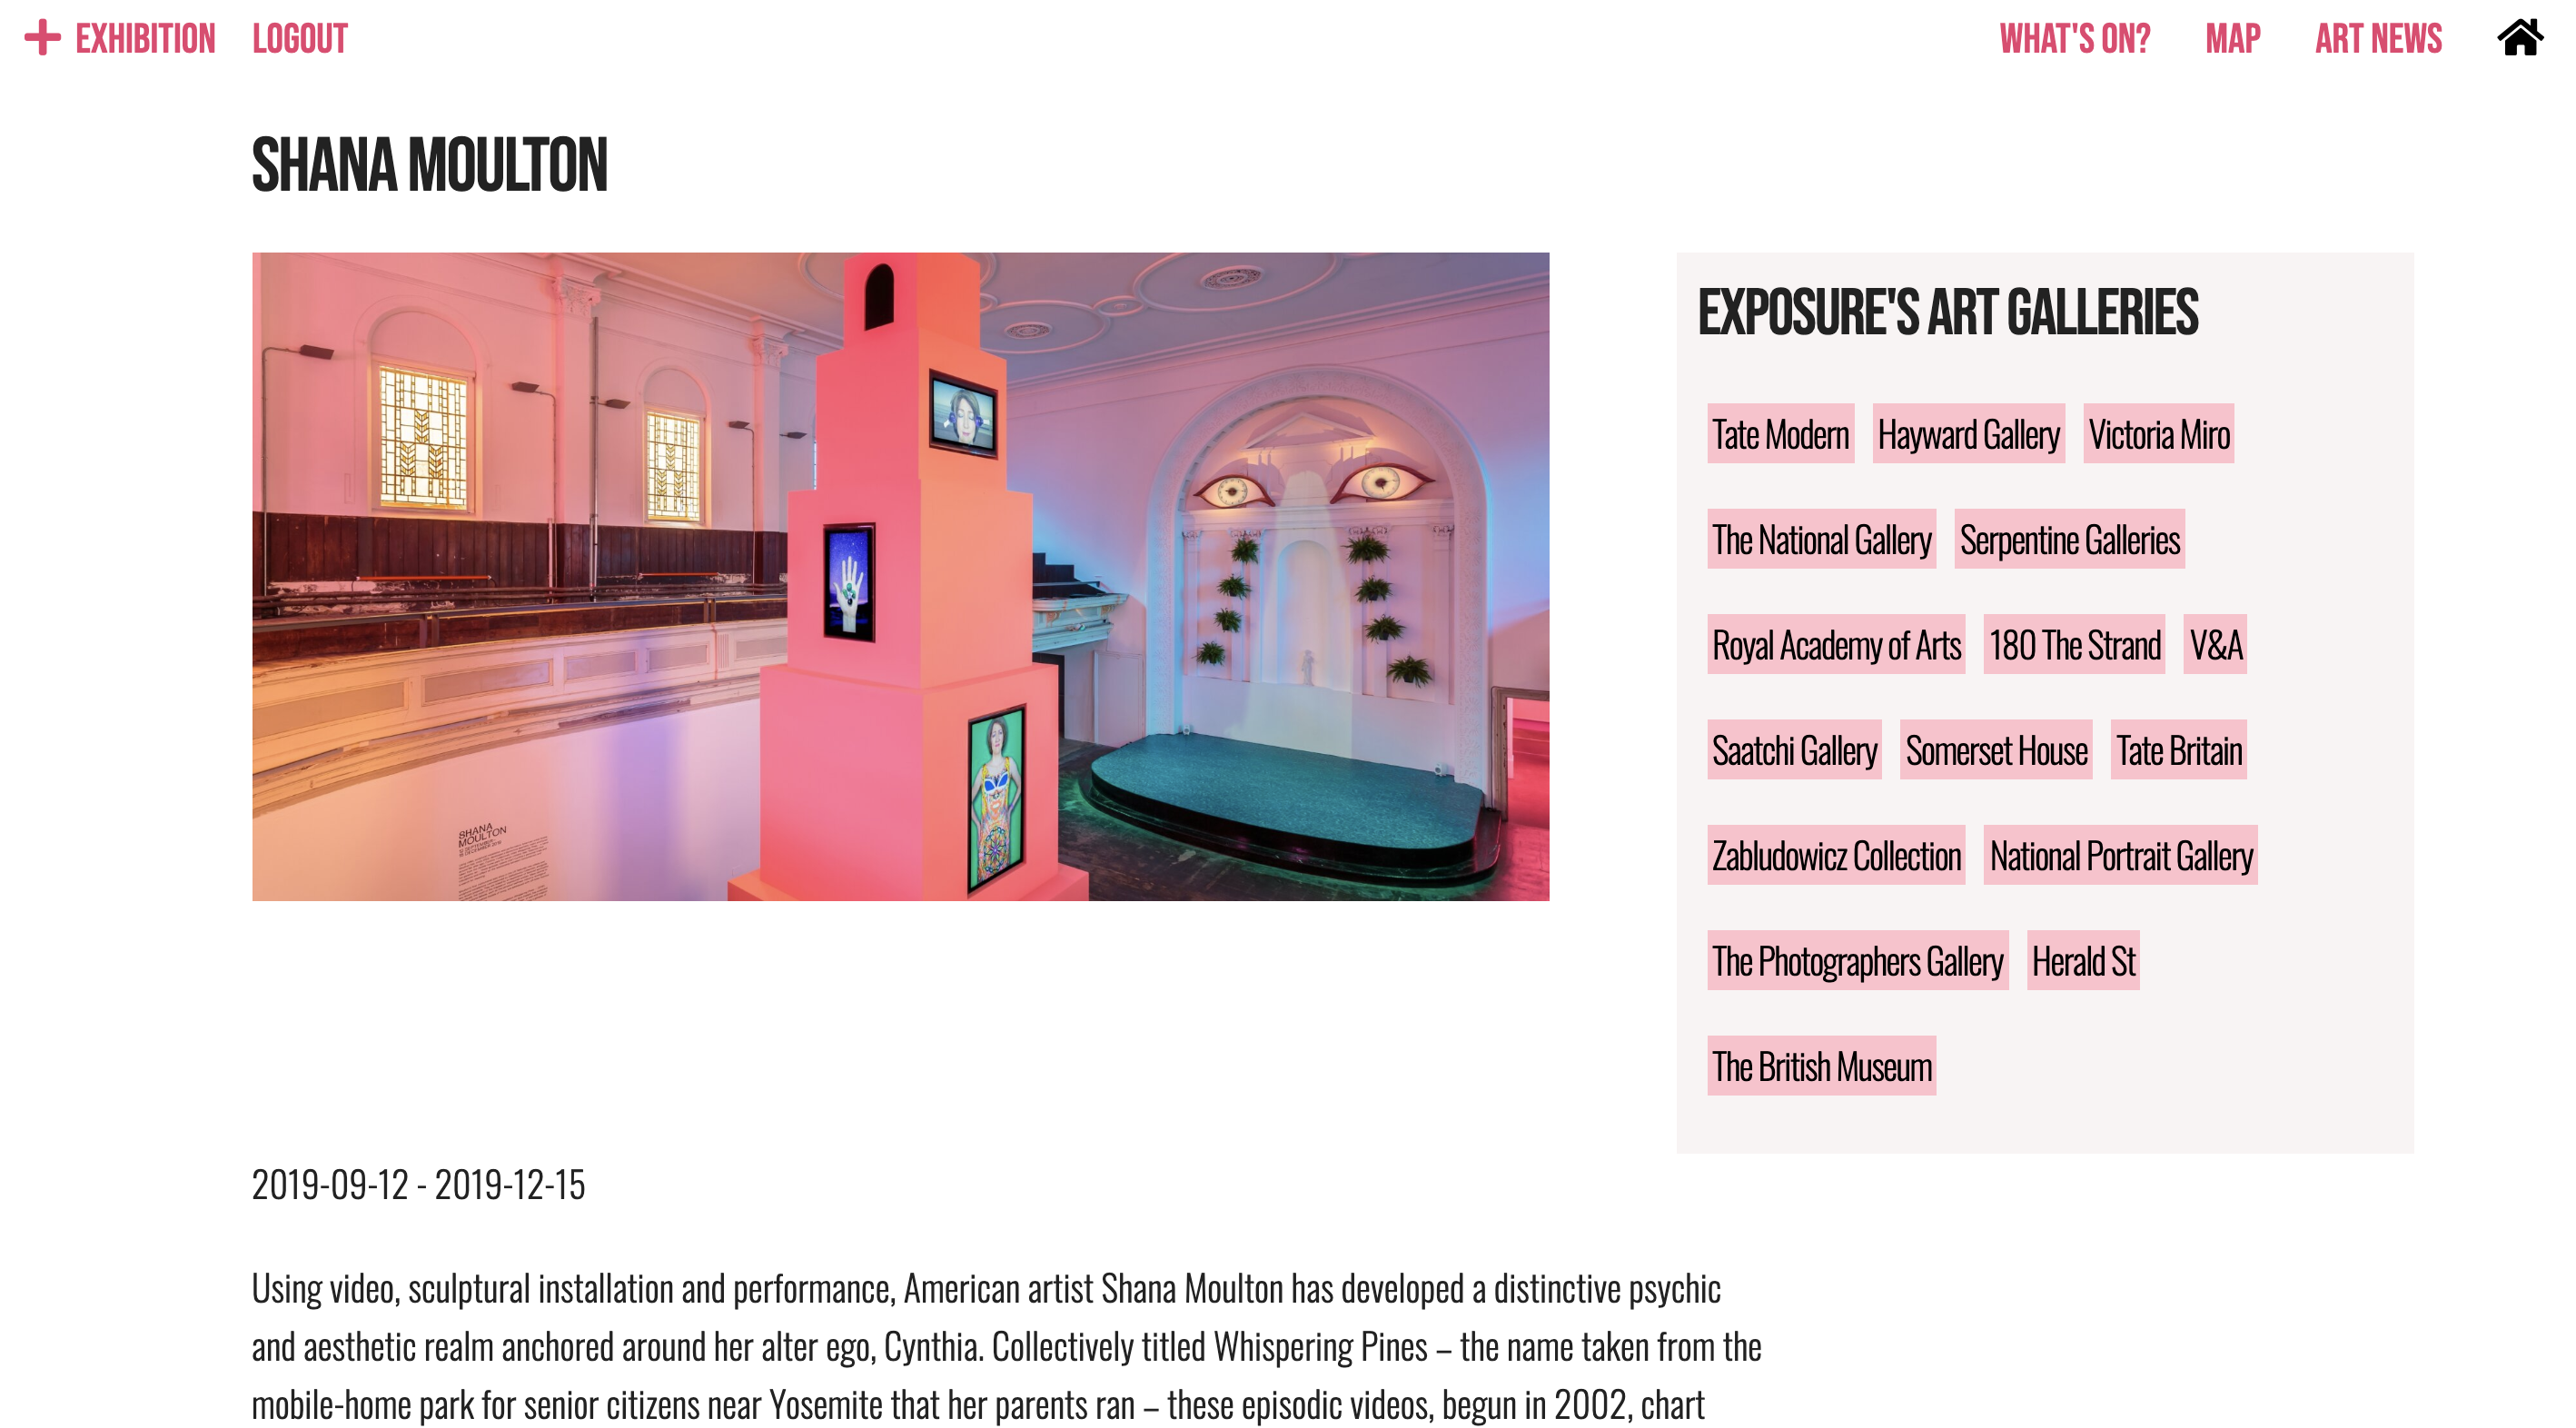 EXHIBITION LOGOUT WHAT'S ON? MAP ART NEWS
SHANA MOULTON
SHANA
MOULTON
EXPOSURE'S ART GALLERIES
Tate Modern Hayward Gallery Victoria Miro
The National Gallery Serpentine Galleries
Royal Academy of Arts 180 The Strand V&A
Saatchi Gallery Somerset House Tate Britain
Zabludowicz Collection National Portrait Gallery
The Photographers Gallery Herald St
The British Museum
2019-09-12 - 2019-12-15
Using video, sculptural installation and performance, American artist Shana Moulton has developed a distinctive psychic
and aesthetic realm anchored around her alter ego, Cynthia. Collectively titled Whispering Pines – the name taken from the
mobile-home park for senior citizens near Yosemite that her parents ran – these episodic videos, begun in 2002, chart